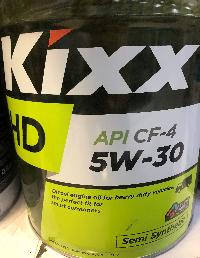 Kixx
HD
API CF-4
5W-30
Diesel engine oil for heavy duty vehicles
the perfect fit for
smart customers
Semi Synthetic